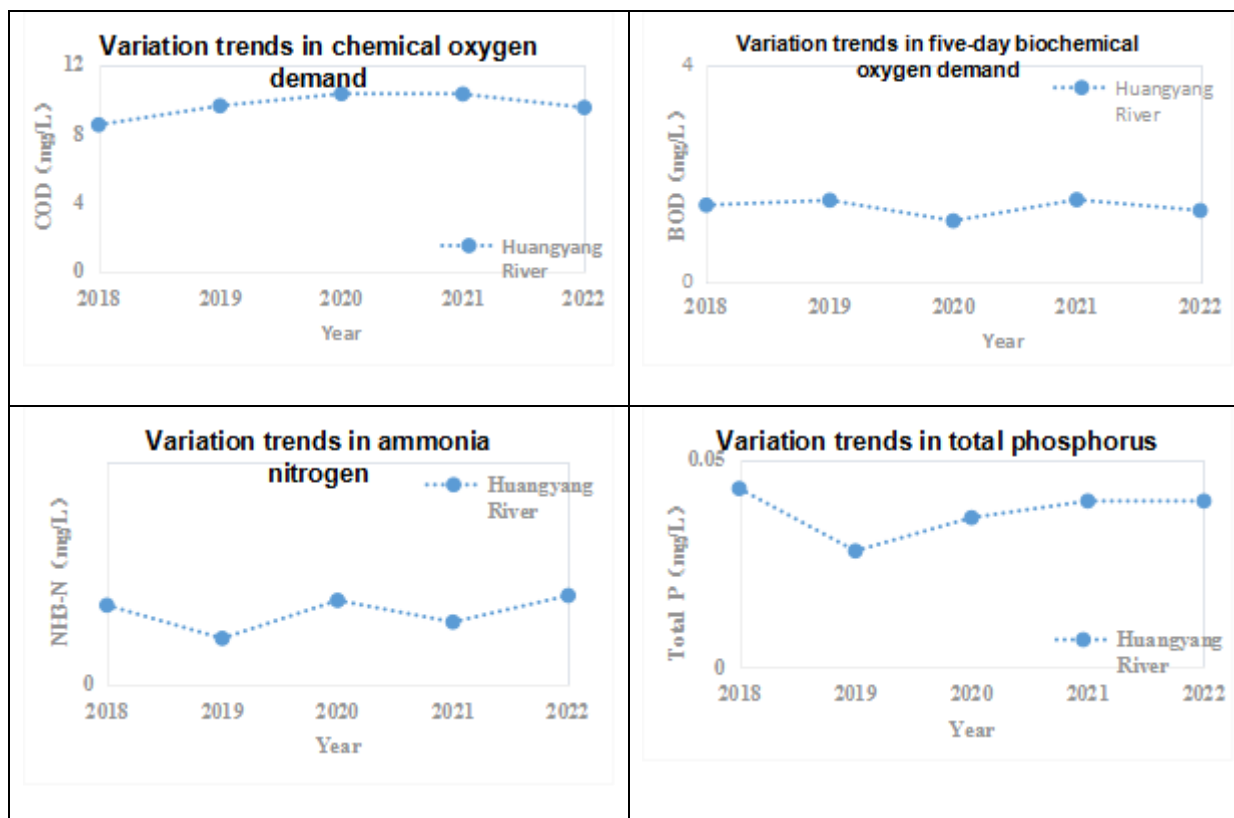 Variation trends in chemical oxygen
demand
12
8
4
0
COD (mg/L)
Huangyang
River
2018 2019 2020 2021 2022
Year
Variation trends in five-day biochemical
oxygen demand
4
0
BOD (mg/L)
Huangyang
River
2018 2019 2020 2021 2022
Year
Variation trends in ammonia
nitrogen
Huangyang
River
NH3-N (mg/L)
0
2018 2019 2020 2021 2022
Year
Variation trends in total phosphorus
0.05
0
Total P (mg/L)
Huangyang
River
2018 2019 2020 2021 2022
Year